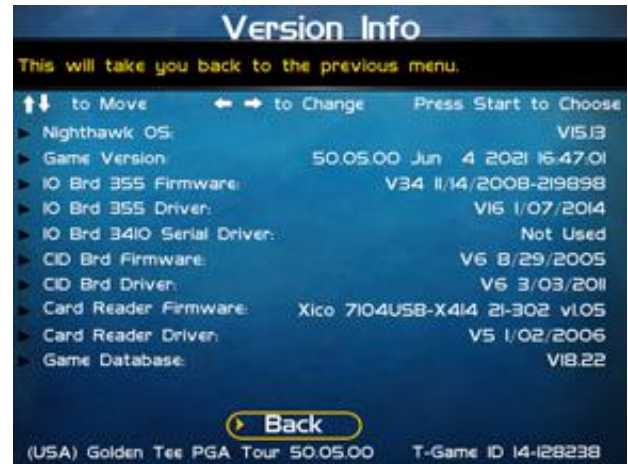 Version Info
This will take you back to the previous menu.
to Move to Change Press Start to Choose
Nighthawk OS: V15.13
Game Version: 50.05.00 Jun 4 2021 16:47:01
IO Brd 355 Firmware: V34 11/14/2008-219898
IO Brd 355 Driver: V16 1/07/2014
IO Brd 3410 Serial Driver: Not Used
CID Brd Firmware: V6 8/29/2005
CID Brd Driver: V6 3/03/2011
Card Reader Firmware: Xico 7104USB-X414 21-302 v1.05
Card Reader Driver: V5 1/02/2006
Game Database: V18.22
Back
(USA) Golden Tee PGA Tour 50.05.00 T-Game ID 14-128238